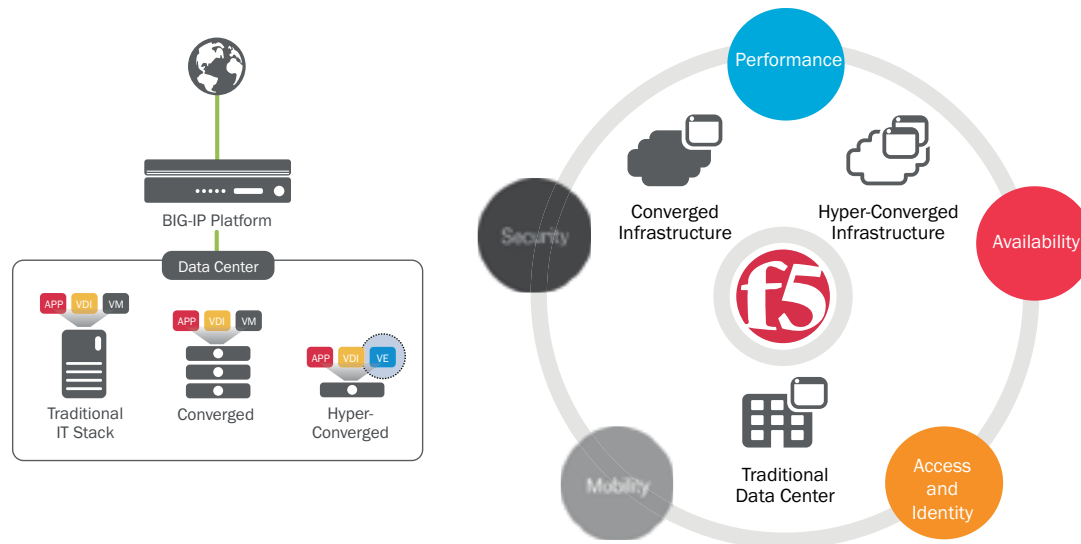 BIG-IP Platform
Data Center
APP VDI VM
APP VDI VM
APP VDI VE
Traditional
IT Stack
Converged
Hyper-
Converged
Performance
Converged
Infrastructure
Hyper-Converged
Infrastructure
Security
Availability
f5
Mobility
Traditional
Data Center
Access
and
Identity